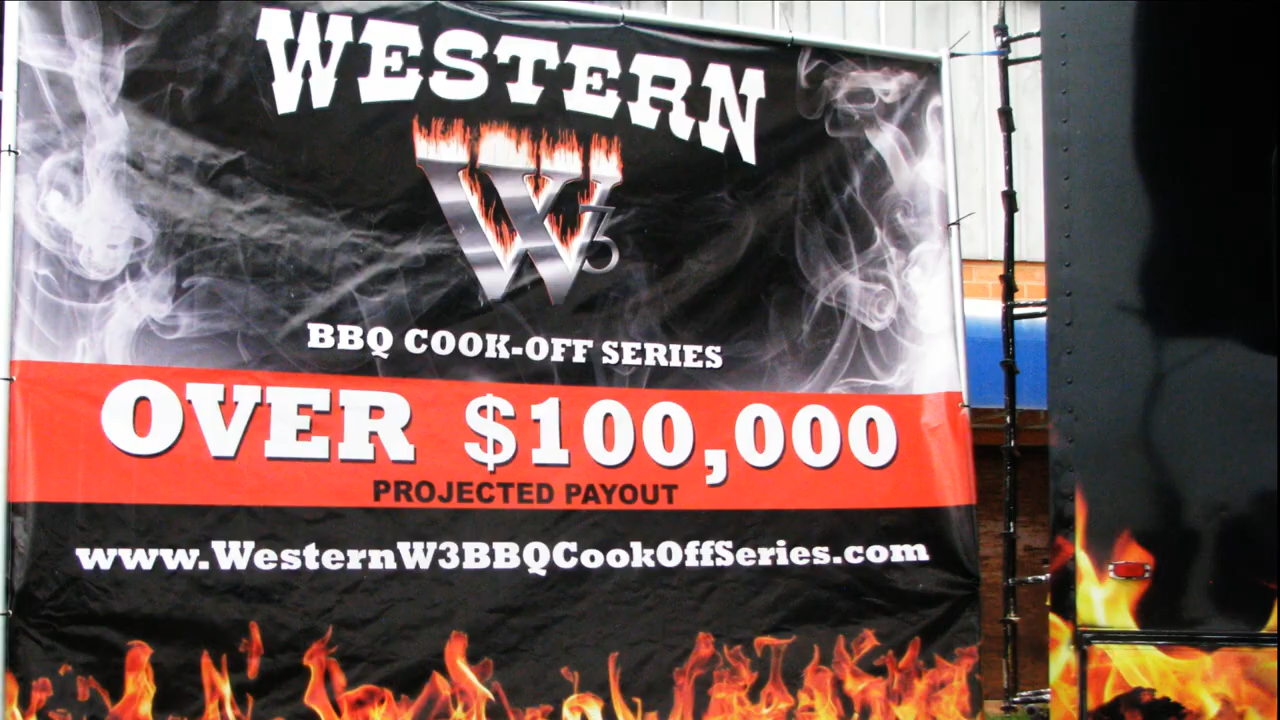 WESTERN
W3
BBQ COOK-OFF SERIES
OVER $100,000
PROJECTED PAYOUT
www.WesternW3BBQCookOffSeries.com